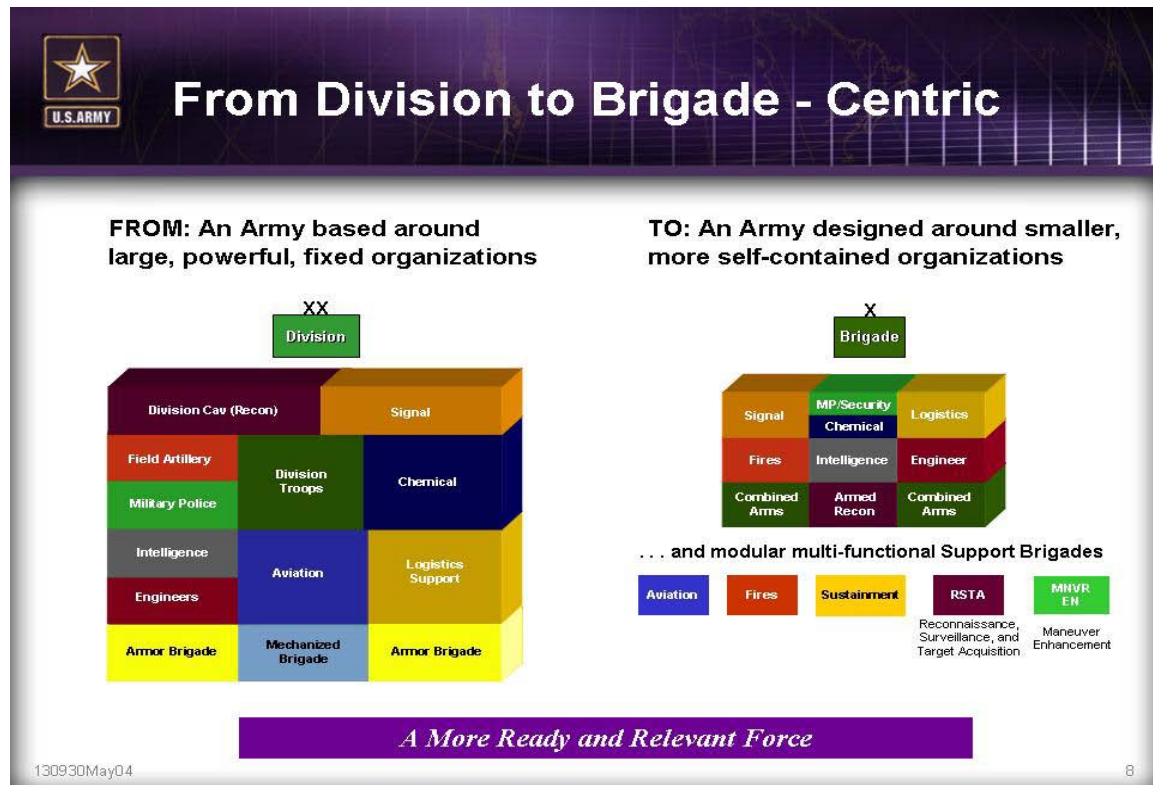 U.S.ARMY
From Division to Brigade - Centric
FROM: An Army based around
large, powerful, fixed organizations
XX
Division
Division Cav (Recon)
Signal
Field Artillery
Military Police
Division
Troops
Chemical
Intelligence
Engineers
Aviation
Logistics
Support
Armor Brigade
Mechanized
Brigade
Armor Brigade
TO: An Army designed around smaller,
more self-contained organizations
X
Brigade
Signal
MP/Security
Chemical
Logistics
Fires
Intelligence
Engineer
Combined
Arms
Armed
Recon
Combined
Arms
. . . and modular multi-functional Support Brigades
Aviation
Fires
Sustainment
RSTA
Reconnaissance,
Surveillance, and
Target Acquisition
MNVR
EN
Maneuver
Enhancement
A More Ready and Relevant Force
130930May04
8